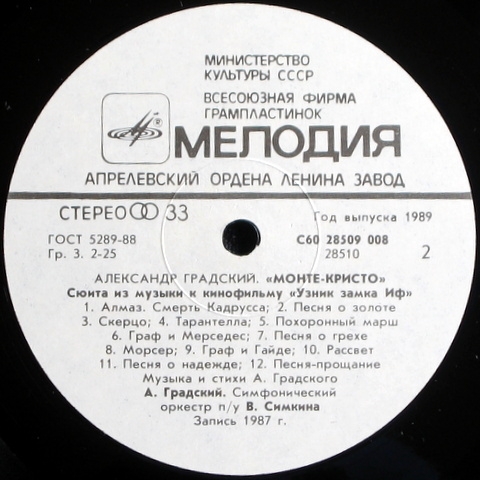 МИНИСТЕРСТВО
КУЛЬТУРЫ СССР
ВСЕСОЮЗНАЯ ФИРМА
ГРАМПЛАСТИНОК
МЕЛОДИЯ
АПРЕЛЕВСКИЙ ОРДЕНА ЛЕНИНА ЗАВОД
СТЕРЕО 33
Год выпуска 1989
ГОСТ 5289-88
С60 28509 008
Гр. 3. 2-25
28510 2
АЛЕКСАНДР ГРАДСКИЙ. «МОНТЕ-КРИСТО»
Сюита из музыки к кинофильму «Узник замка Иф»
1. Алмаз. Смерть Кадрусса; 2. Песня о золоте
3. Скерцо; 4. Тарантелла; 5. Похоронный марш
6. Граф и Мерседес; 7. Песня о грехе
8. Морсер; 9. Граф и Гайде; 10. Рассвет
11. Песня о надежде; 12. Песня-прощание
Музыка и стихи А. Градского
А. Градский. Симфонический
оркестр п/у В. Симкина
Запись 1987 г.